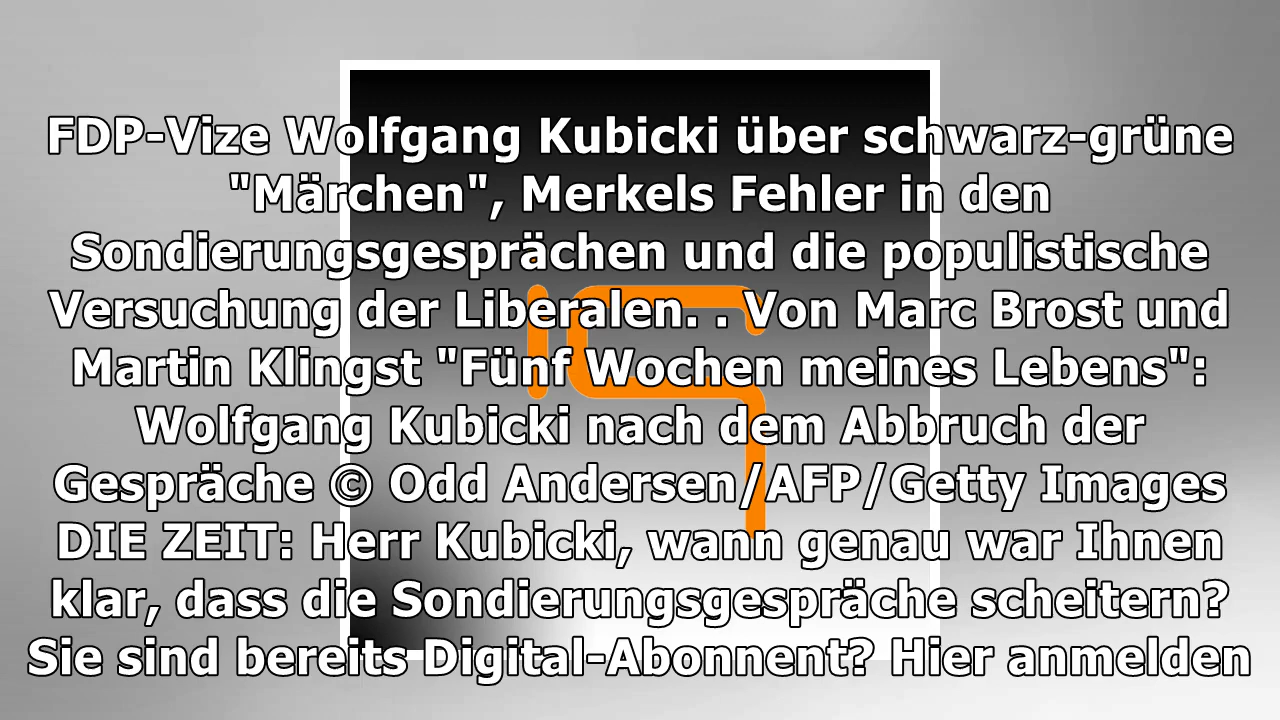 FDP-Vize Wolfgang Kubicki über schwarz-grüne
"Märchen", Merkels Fehler in den
Sondierungsgesprächen und die populistische
Versuchung der Liberalen. . Von Marc Brost und
Martin Klingst "Fünf Wochen meines Lebens":
Wolfgang Kubicki nach dem Abbruch der
Gespräche © Odd Andersen/AFP/Getty Images
DIE ZEIT: Herr Kubicki, wann genau war Ihnen
klar, dass die Sondierungsgespräche scheitern?
Sie sind bereits Digital-Abonnent? Hier anmelden